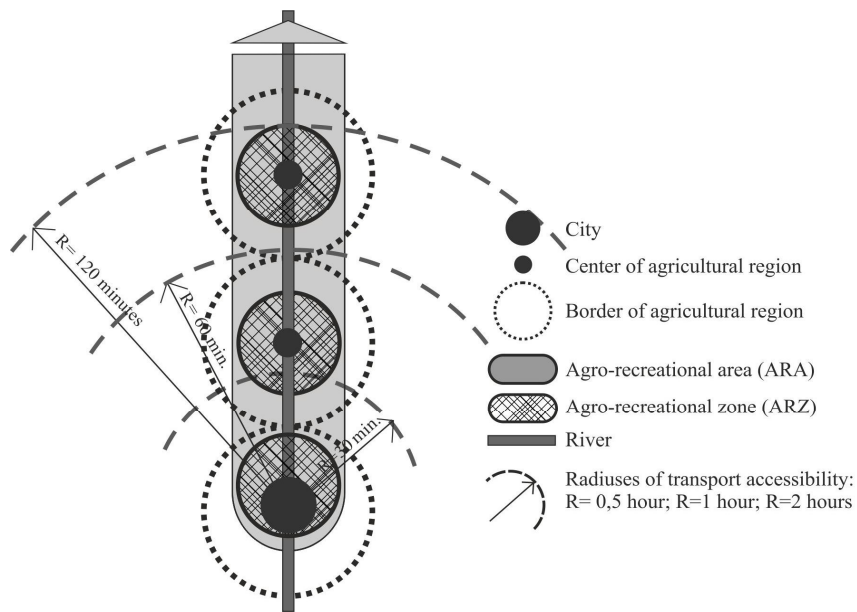 R= 120 minutes
R= 60 min.
R= 30 min.
City
Center of agricultural region
Border of agricultural region
Agro-recreational area (ARA)
Agro-recreational zone (ARZ)
River
Radiuses of transport accessibility:
R= 0,5 hour; R=1 hour; R=2 hours